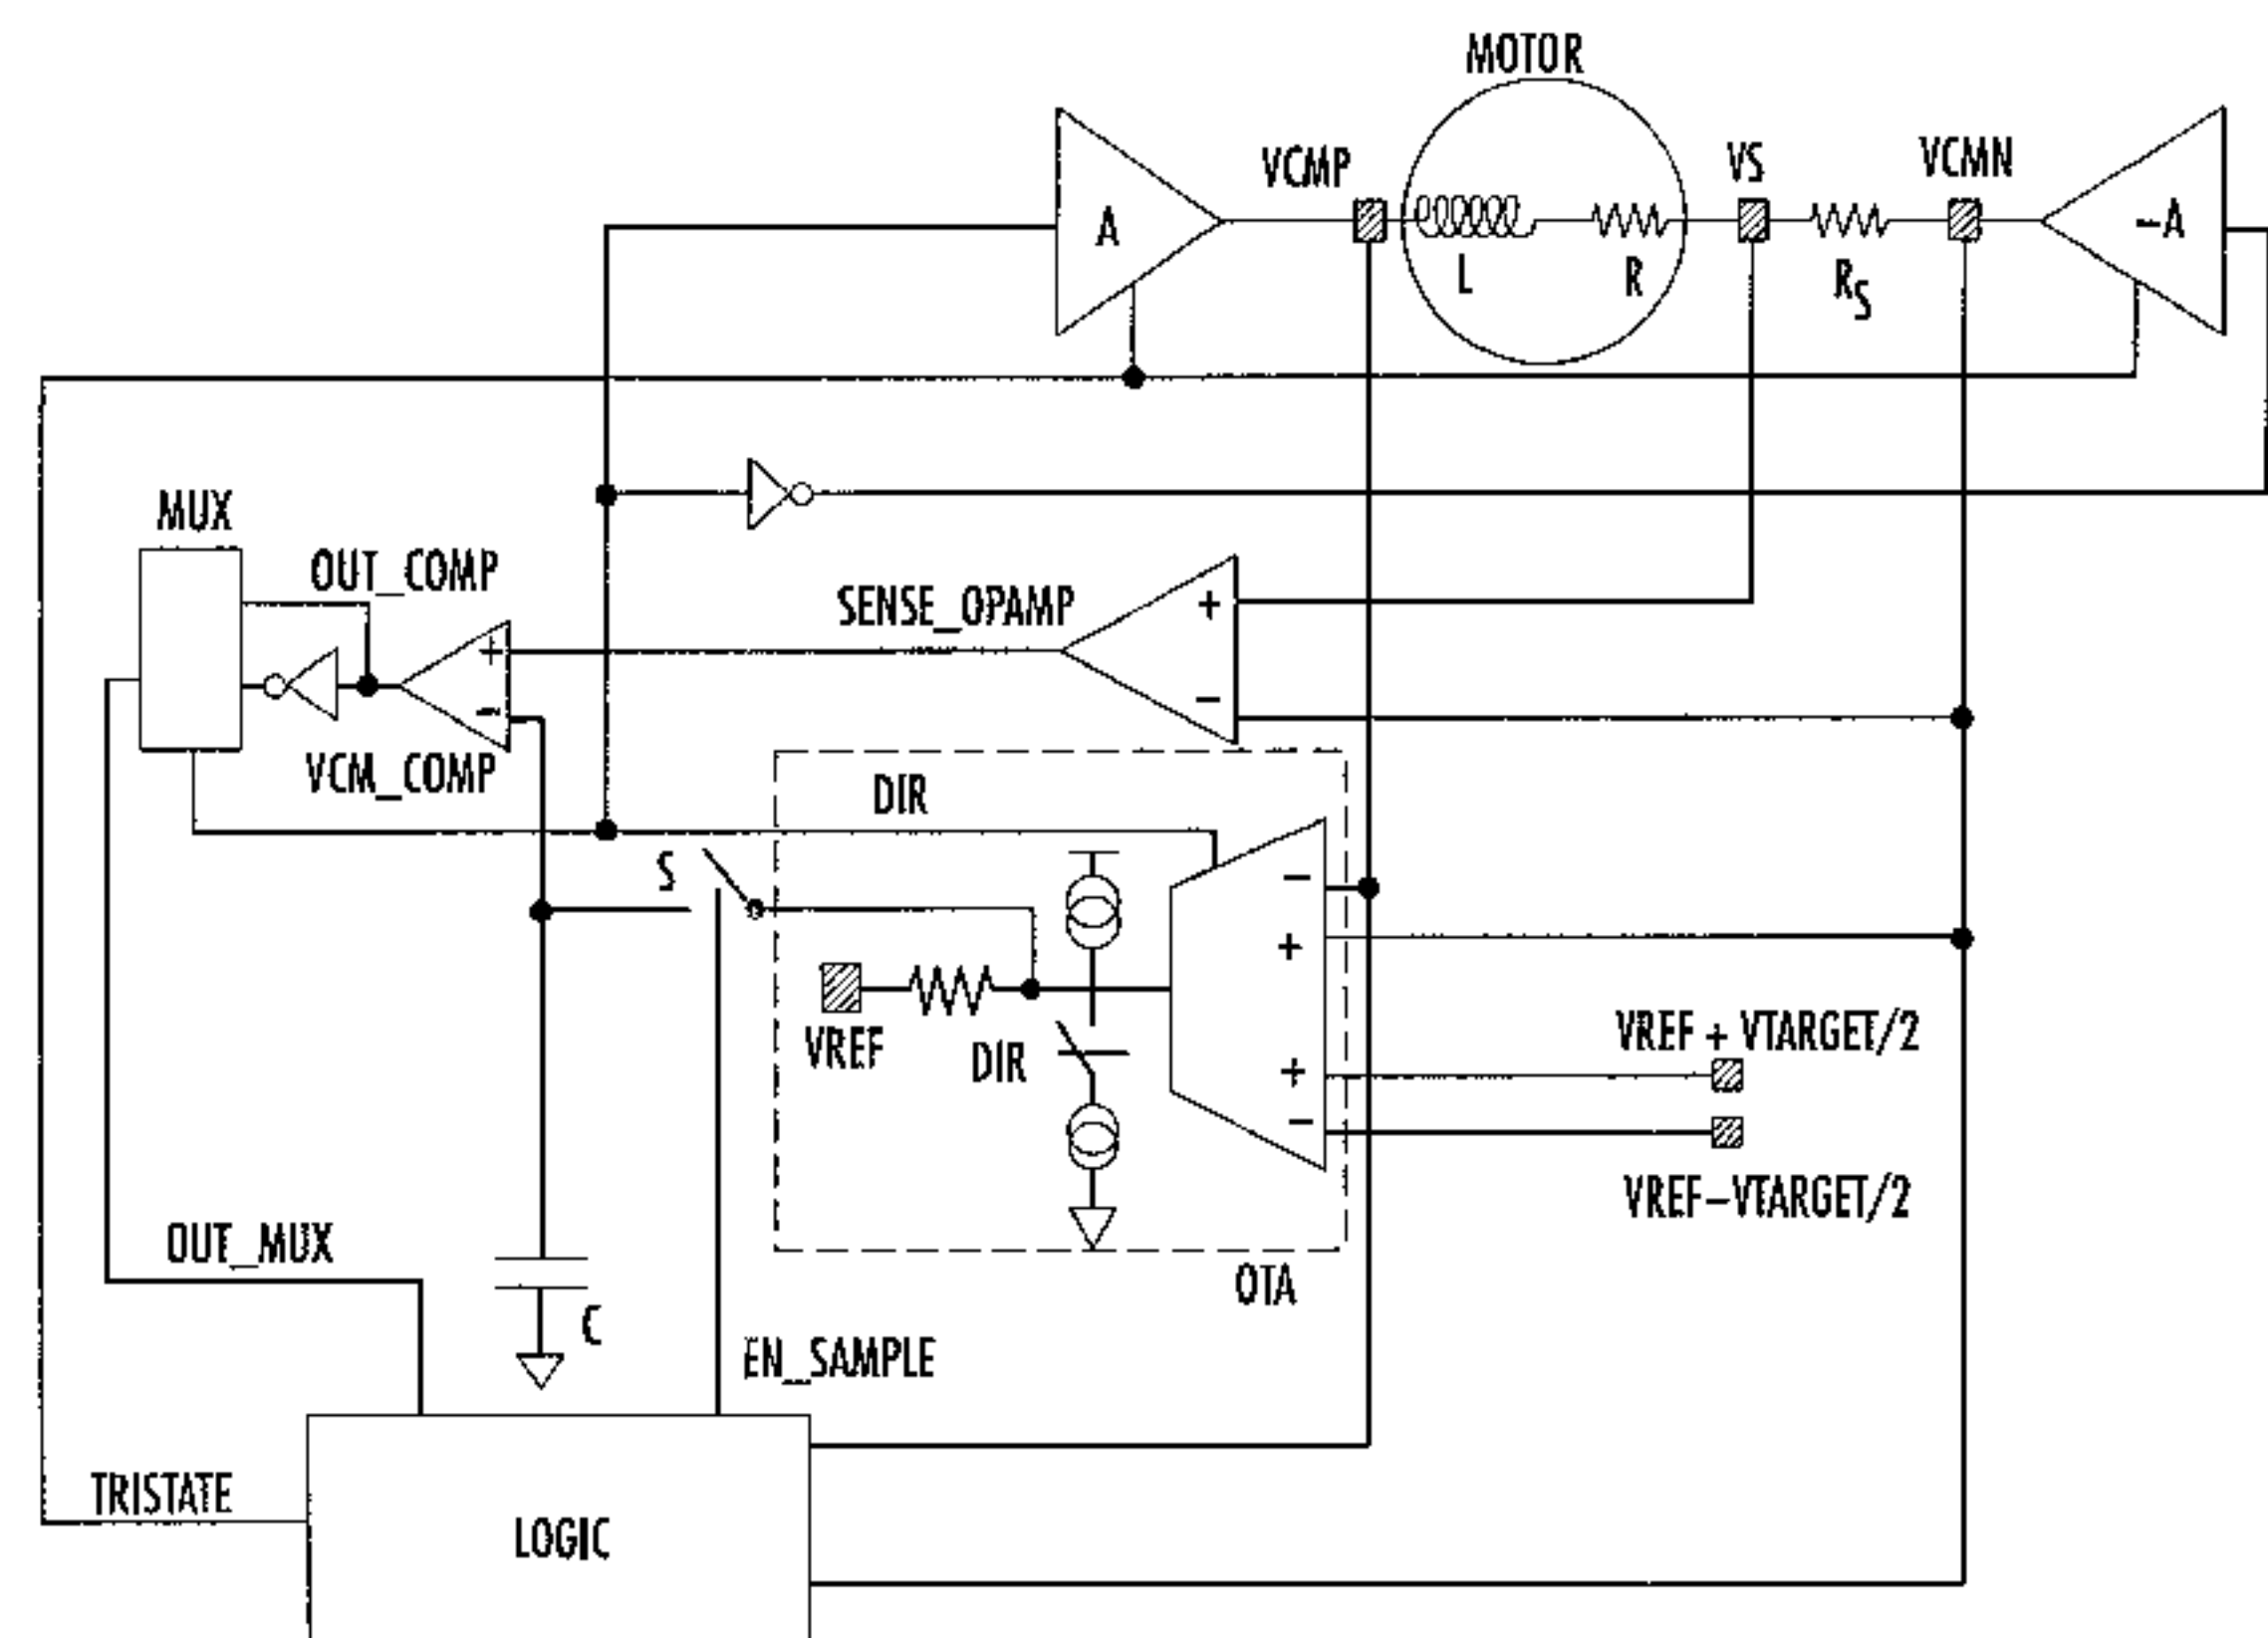 MOTOR
VCMP
VS
VCMN
A
-A
L
R
RS
MUX
OUT_COMP
SENSE_OPAMP
+
+
-
-
VCM_COMP
DIR
S
-
+
VREF
DIR
+
-
VREF + VTARGET/2
VREF-VTARGET/2
OUT_MUX
OTA
C
EN_SAMPLE
TRISTATE
LOGIC